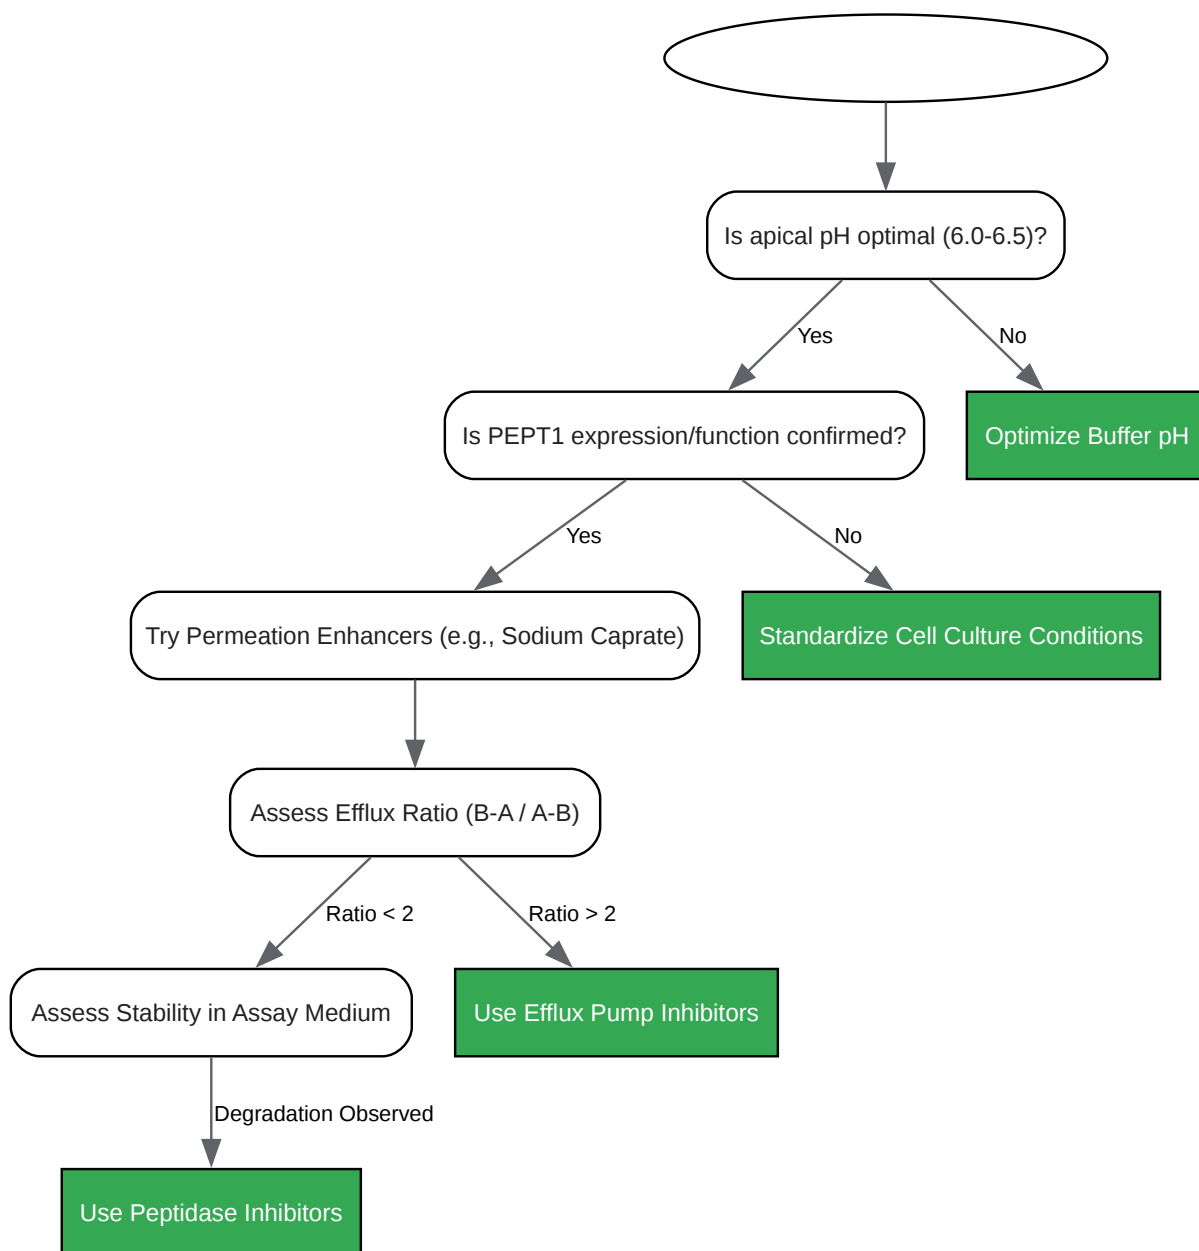 Is apical pH optimal (6.0-6.5)?
Yes
No
Is PEPT1 expression/function confirmed?
Optimize Buffer pH
Yes
No
Try Permeation Enhancers (e.g., Sodium Caprate)
Standardize Cell Culture Conditions
Assess Efflux Ratio (B-A / A-B)
Ratio < 2
Ratio > 2
Assess Stability in Assay Medium
Use Efflux Pump Inhibitors
Degradation Observed
Use Peptidase Inhibitors